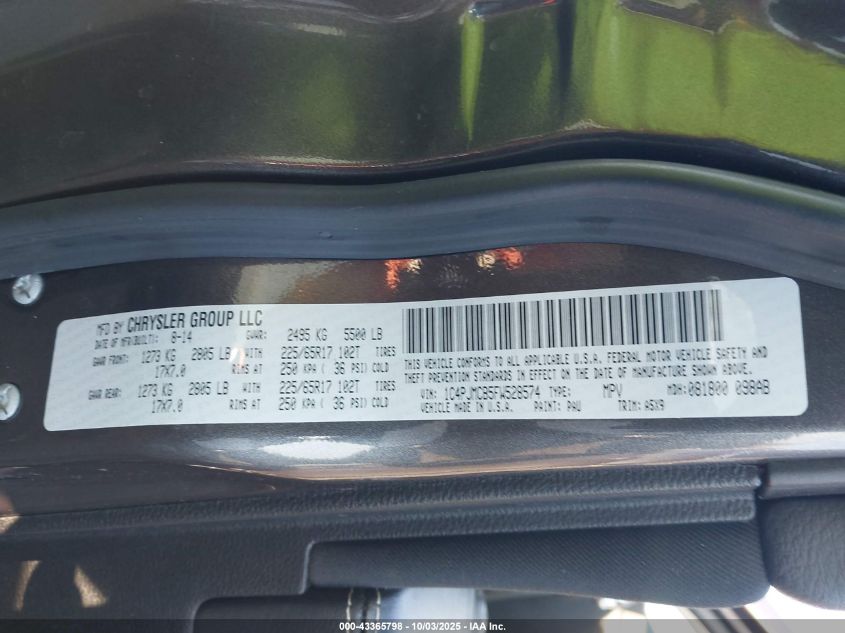 MFD BY CHRYSLER GROUP LLC
DATE OF MFR(BUILT): 8-14 GVWR: 2495 KG 5500 LB
GAWR FRONT: 1273 KG 2805 LB WITH 225/65R17 102T TIRES
17X7.0 RIMS AT 250 KPA ( 36 PSI) COLD
GAWR REAR: 1273 KG 2805 LB WITH 225/65R17 102T TIRES
17X7.0 RIMS AT 250 KPA ( 36 PSI) COLD
THIS VEHICLE CONFORMS TO ALL APPLICABLE U.S.A. FEDERAL MOTOR VEHICLE SAFETY, BUMPER, AND
THEFT PREVENTION STANDARDS IN EFFECT ON THE DATE OF MANUFACTURE SHOWN ABOVE.
VIN: 1C4PJMCB5FW528574 TYPE: MPV MDH: 081800 098AB
VEHICLE MADE IN U.S.A. PAINT: PAU TRIM: A5X9
000-43365798 - 10/03/2025 - IAAI.COM